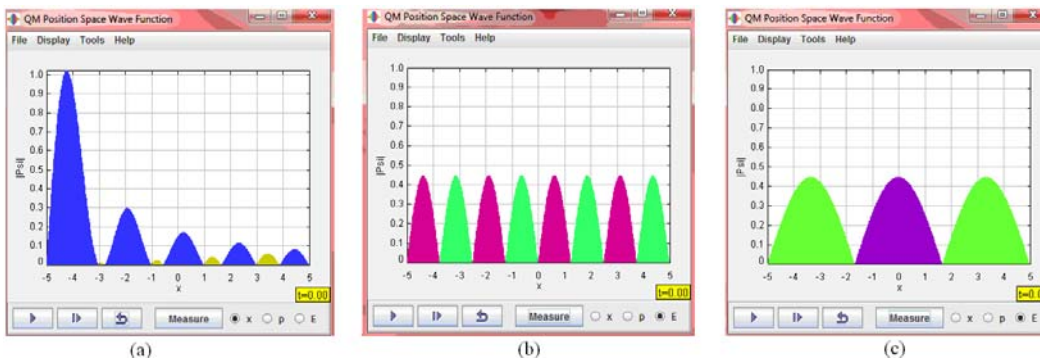 QM Position Space Wave Function
File Display Tools Help
1.0
0.9
0.8
0.7
0.6
0.5
0.4
0.3
0.2
0.1
0
|Psi|
-5 -4 -3 -2 -1 0 1 2 3 4 5
x
t=0.00
Measure x p E
(a)
QM Position Space Wave Function
File Display Tools Help
1.0
0.9
0.8
0.7
0.6
0.5
0.4
0.3
0.2
0.1
0
|Psi|
-5 -4 -3 -2 -1 0 1 2 3 4 5
x
t=0.00
Measure x p E
(b)
QM Position Space Wave Function
File Display Tools Help
1.0
0.9
0.8
0.7
0.6
0.5
0.4
0.3
0.2
0.1
0
|Psi|
-5 -4 -3 -2 -1 0 1 2 3 4 5
x
t=0.0
Measure x p E
(c)